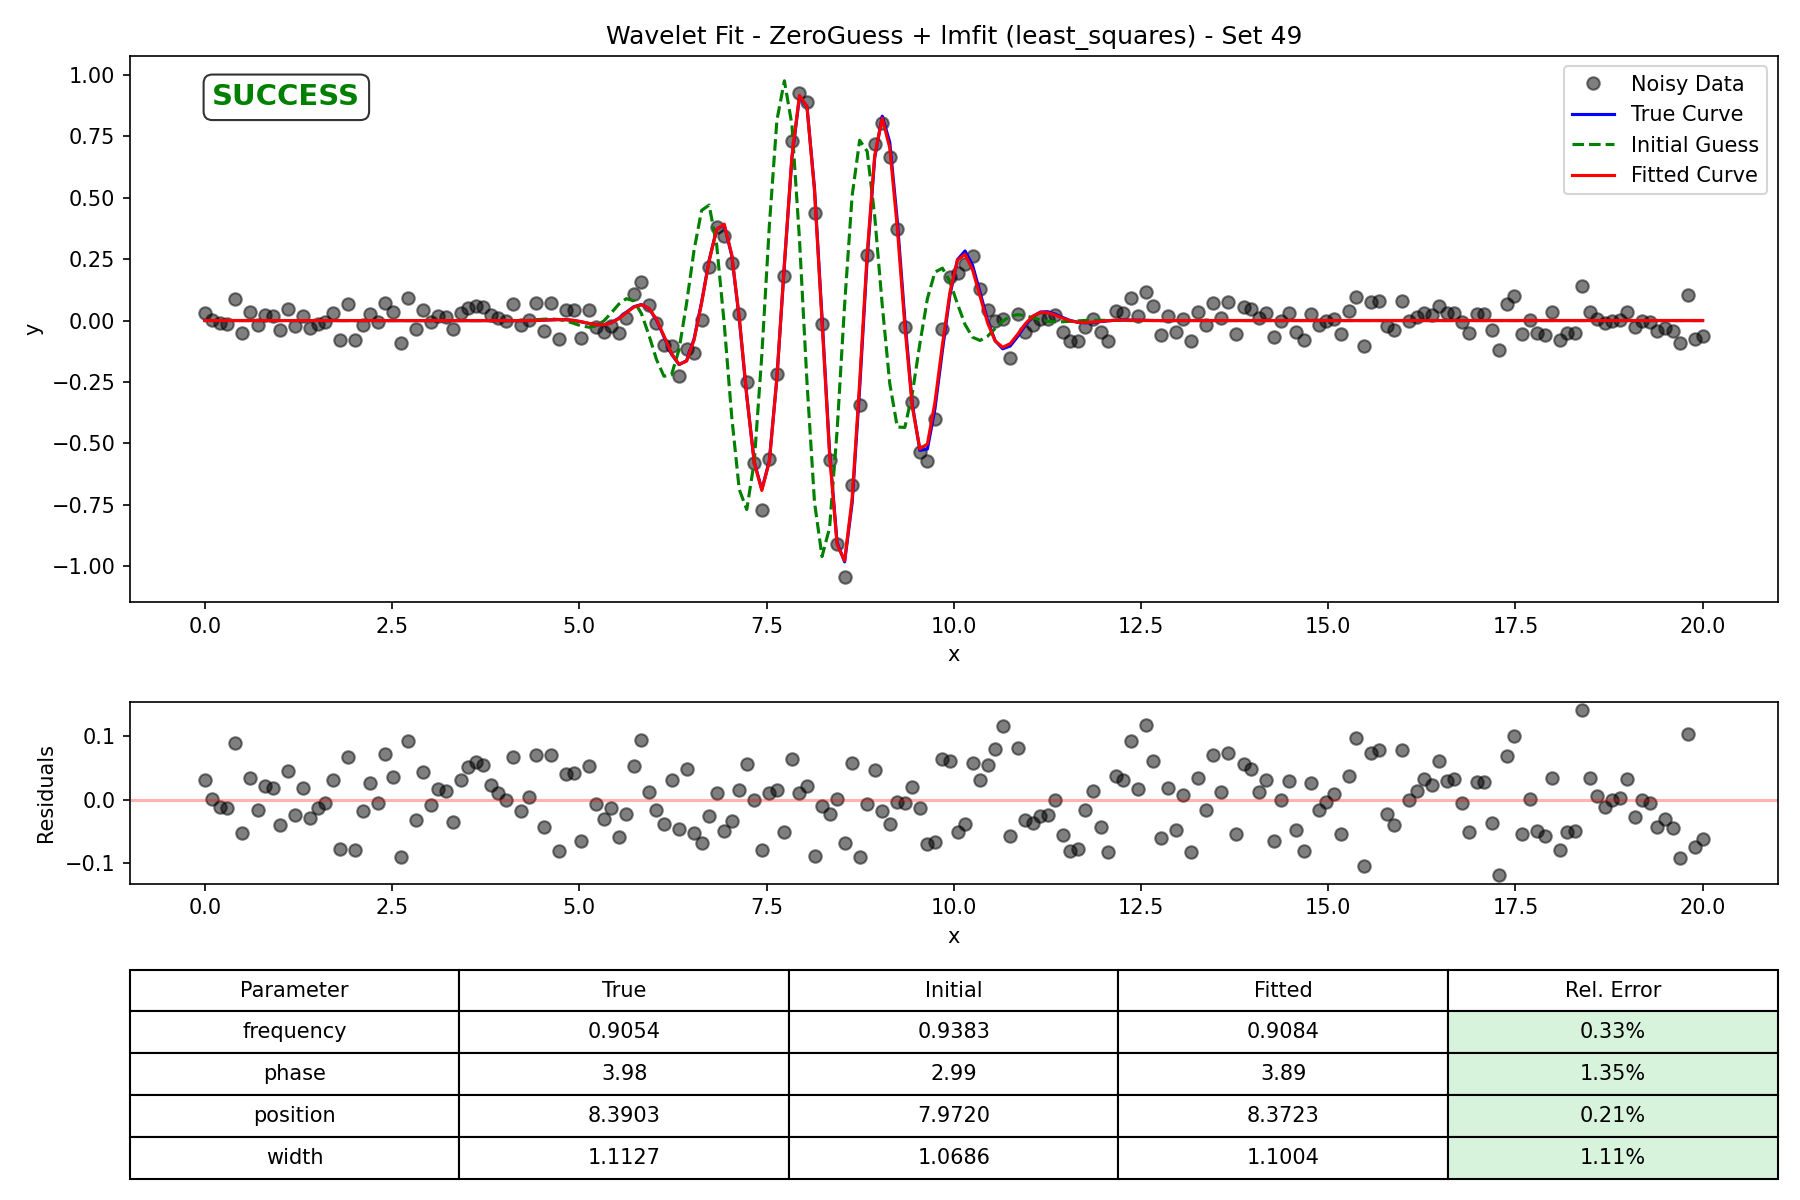 Wavelet Fit - ZeroGuess + lmfit (least_squares) - Set 49
SUCCESS
Noisy Data
True Curve
Initial Guess
Fitted Curve
y
1.00
0.75
0.50
0.25
0.00
−0.25
−0.50
−0.75
−1.00
0.0 2.5 5.0 7.5 10.0 12.5 15.0 17.5 20.0
x
Residuals
0.1
0.0
−0.1
0.0 2.5 5.0 7.5 10.0 12.5 15.0 17.5 20.0
x
Parameter True Initial Fitted Rel. Error
frequency 0.9054 0.9383 0.9084 0.33%
phase 3.98 2.99 3.89 1.35%
position 8.3903 7.9720 8.3723 0.21%
width 1.1127 1.0686 1.1004 1.11%